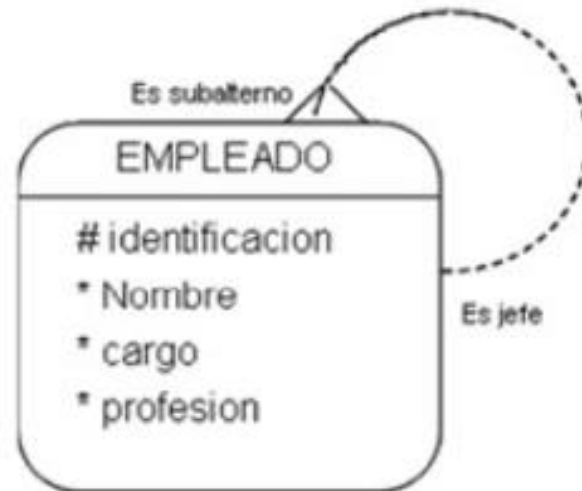 Es subalterno
EMPLEADO
# identificacion
* Nombre
* cargo
* profesion
Es jefe